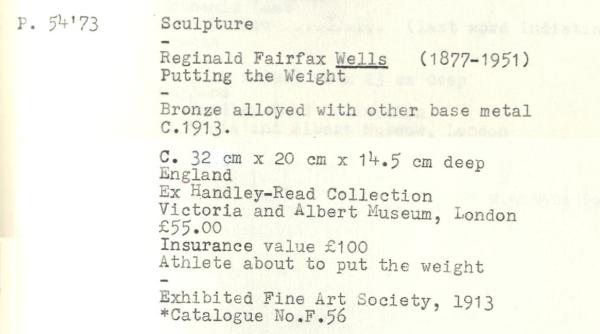 P. 54'73 Sculpture
-
Reginald Fairfax Wells (1877-1951)
Putting the Weight
-
Bronze alloyed with other base metal
C.1913.
C. 32 cm x 20 cm x 14.5 cm deep
England
Ex Handley-Read Collection
Victoria and Albert Museum, London
£55.00
Insurance value £100
Athlete about to put the weight
-
Exhibited Fine Art Society, 1913
*Catalogue No.F.56